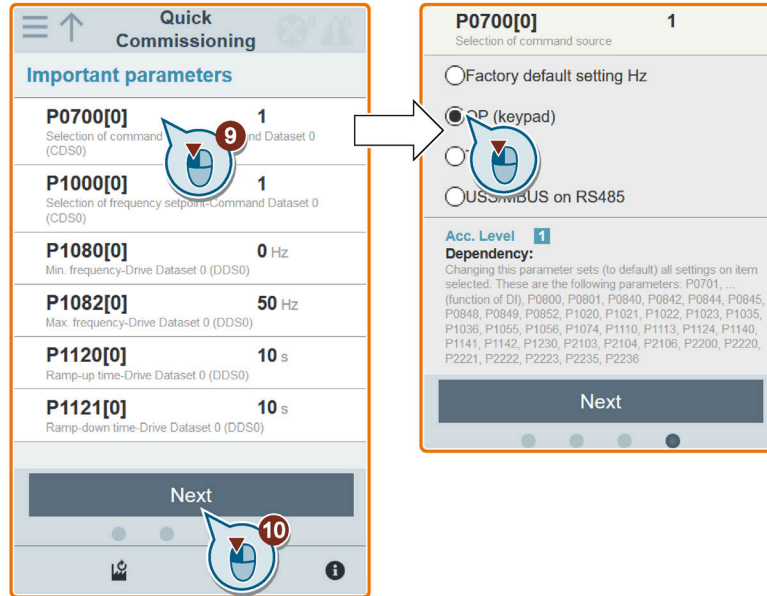 Quick
Commissioning
Important parameters
P0700[0] 1
Selection of command nd Dataset 0
(CDS0)
9
P1000[0] 1
Selection of frequency setpoint-Command Dataset 0
(CDS0)
P1080[0] 0 Hz
Min. frequency-Drive Dataset 0 (DDS0)
P1082[0] 50 Hz
Max. frequency-Drive Dataset 0 (DDS0)
P1120[0] 10 s
Ramp-up time-Drive Dataset 0 (DDS0)
P1121[0] 10 s
Ramp-down time-Drive Dataset 0 (DDS0)
Next
10
P0700[0] 1
Selection of command source
Factory default setting Hz
OP (keypad)
USS/MBUS on RS485
Acc. Level 1
Dependency:
Changing this parameter sets (to default) all settings on item
selected. These are the following parameters: P0701, ...
(function of DI), P0800, P0801, P0840, P0842, P0844, P0845,
P0848, P0849, P0852, P1020, P1021, P1022, P1023, P1035,
P1036, P1055, P1056, P1074, P1110, P1113, P1124, P1140,
P1141, P1142, P1230, P2103, P2104, P2106, P2200, P2220,
P2221, P2222, P2223, P2235, P2236
Next